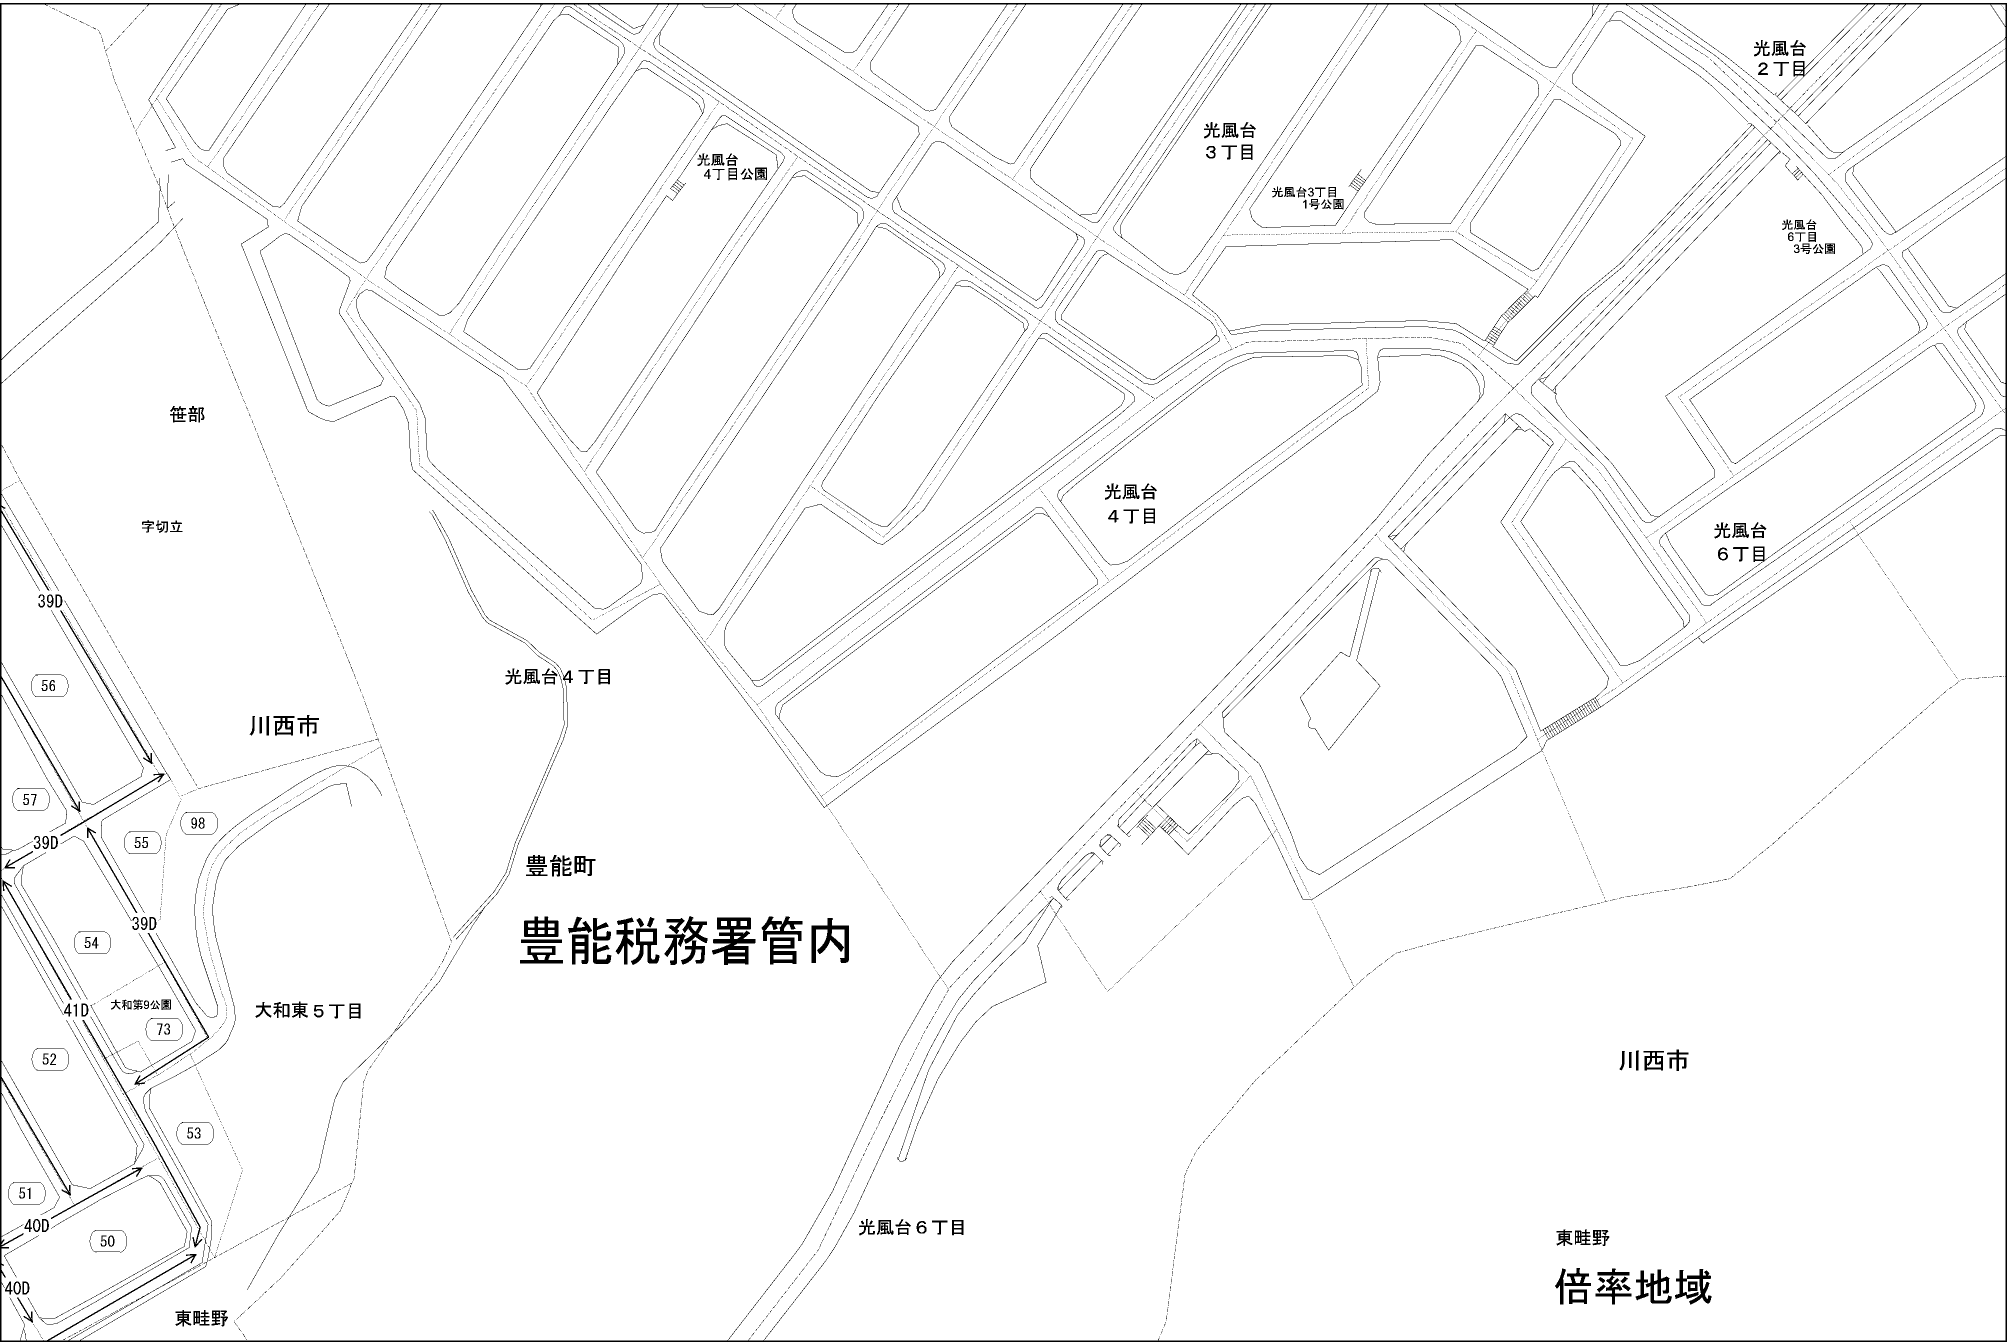 光風台
２丁目
光風台
３丁目
光風台
4丁目公園
光風台3丁目
1号公園
光風台
6丁目
3号公園
笹部
字切立
光風台
４丁目
光風台
６丁目
39D
56
光風台４丁目
川西市
57
98
55
39D
豊能町
39D
豊能税務署管内
54
大和第9公園
41D
大和東５丁目
73
52
川西市
53
51
40D
光風台６丁目
50
東畦野
40D
倍率地域
東畦野